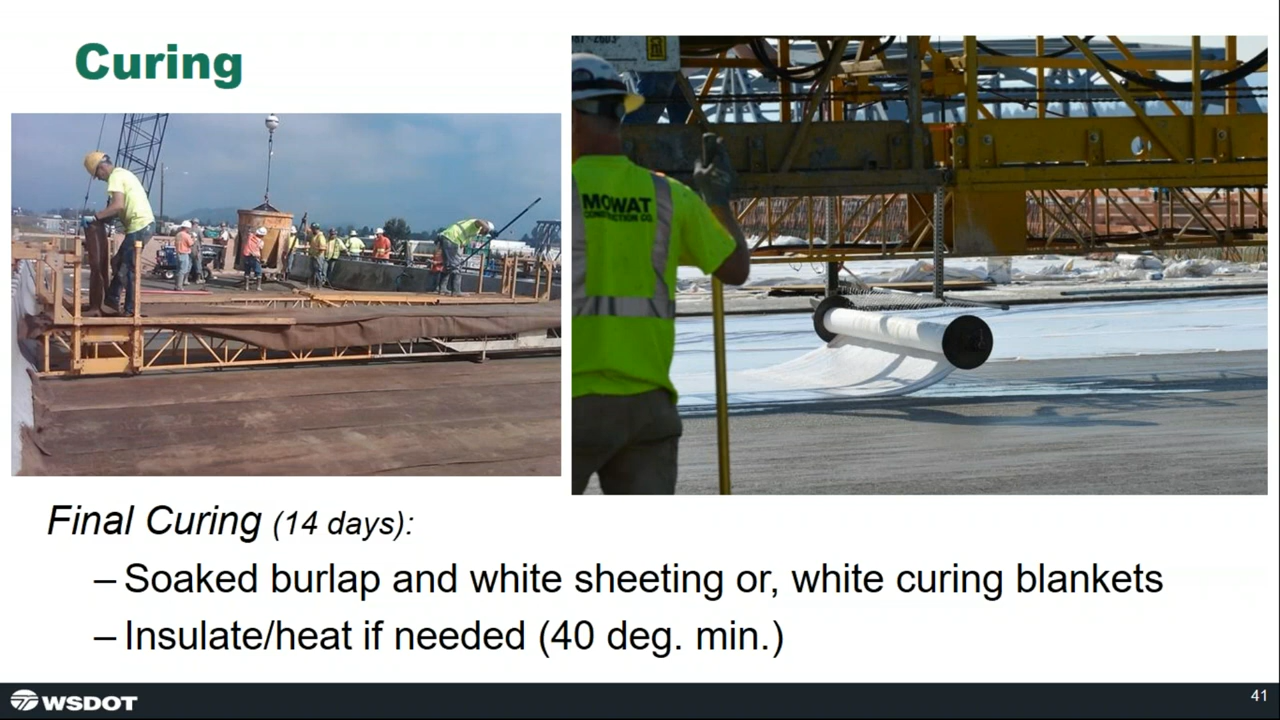 Curing
MOWAT
CONSTRUCTION CO.
Final Curing (14 days):
– Soaked burlap and white sheeting or, white curing blankets
– Insulate/heat if needed (40 deg. min.)
WSDOT
41